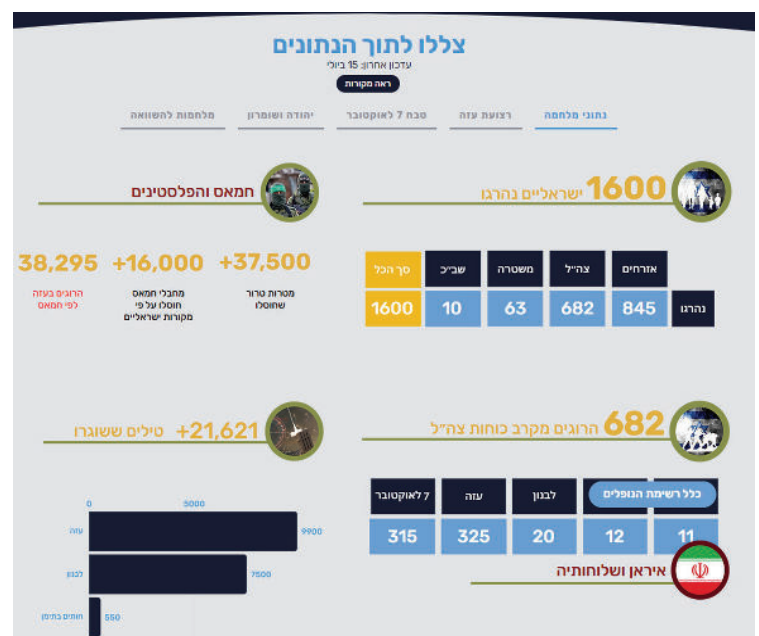 צללו לתוך הנתונים
עדכון אחרון: 15 ביולי
ראה מקורות
נתוני מלחמה
רצועת עזה
טבח 7 לאוקטובר
יהודה ושומרון
מלחמות להשוואה
1600 ישראליים נהרגו
אזרחים
צה״ל
משטרה
שב״כ
סך הכל
נהרגו
845
682
63
10
1600
חמאס והפלסטינים
+37,500
מטרות טרור
שחוסלו
+16,000
מחבלי חמאס
חוסלו על פי
מקורות ישראליים
38,295
הרוגים בעזה
לפי חמאס
682 הרוגים מקרב כוחות צה״ל
כלל רשימת הנופלים
לבנון
עזה
7 לאוקטובר
11
12
20
325
315
איראן ושלוחותיה
+21,621 טילים ששוגרו
0
5000
עזה
9900
לבנון
7500
חותים בתימן
550